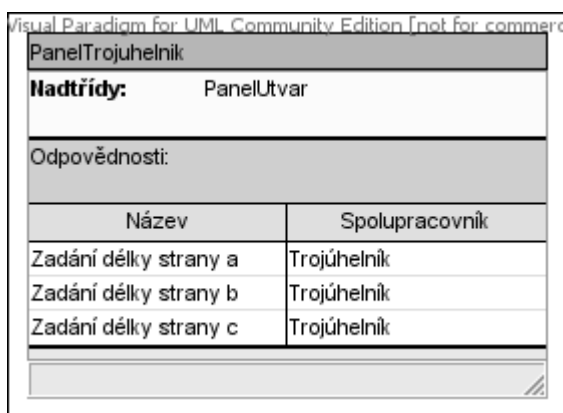 Visual Paradigm for UML Community Edition [not for commerc
PanelTrojuhelnik
Nadtřídy: PanelUtvar
Odpovědnosti:
Název Spolupracovník
Zadání délky strany a Trojúhelník
Zadání délky strany b Trojúhelník
Zadání délky strany c Trojúhelník